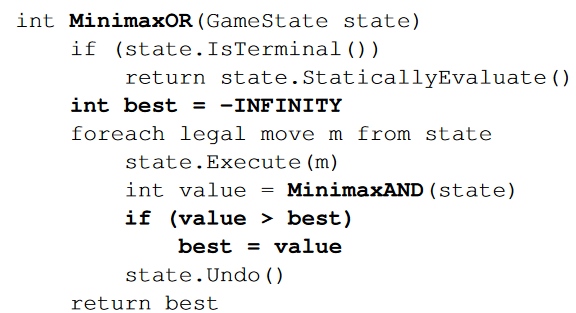 int MinimaxOR(GameState state)
if (state.IsTerminal())
return state.StaticallyEvaluate()
int best = -INFINITY
foreach legal move m from state
state.Execute(m)
int value = MinimaxAND(state)
if (value > best)
best = value
state.Undo()
return best